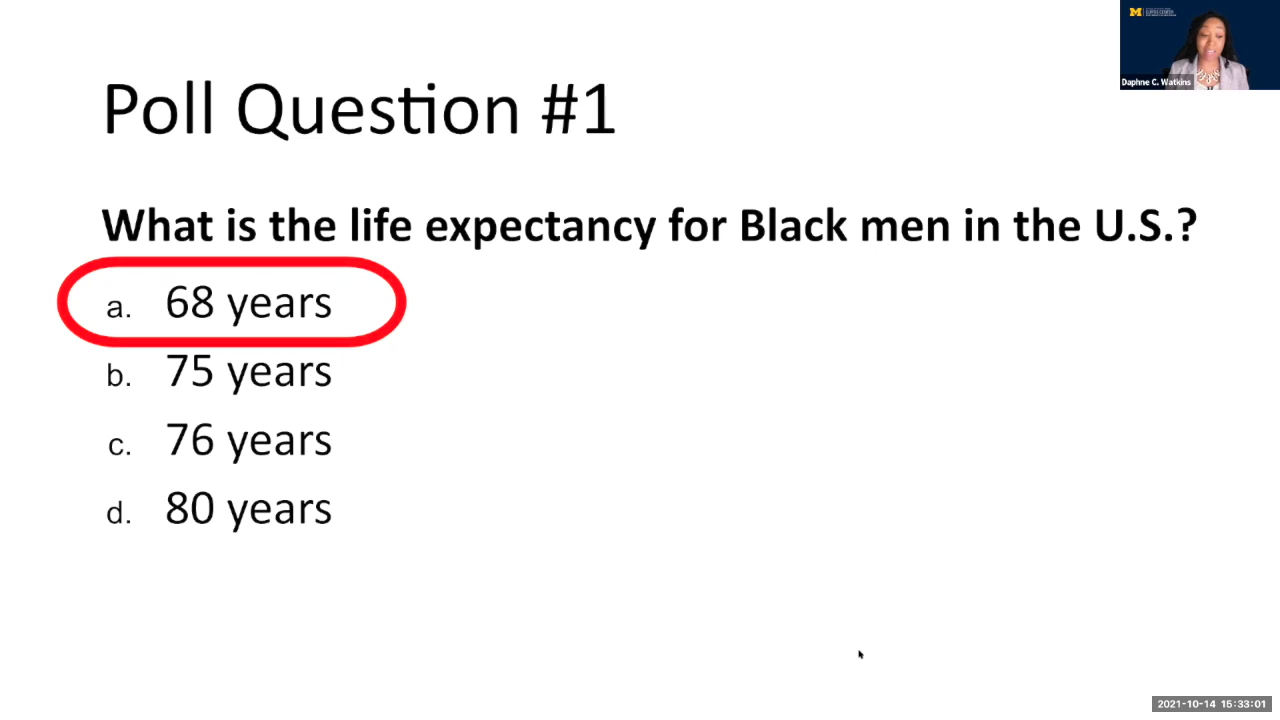 Poll Question #1
What is the life expectancy for Black men in the U.S.?
a. 68 years
b. 75 years
c. 76 years
d. 80 years
M
Daphne C. Watkins
2021-10-14 15:33:01